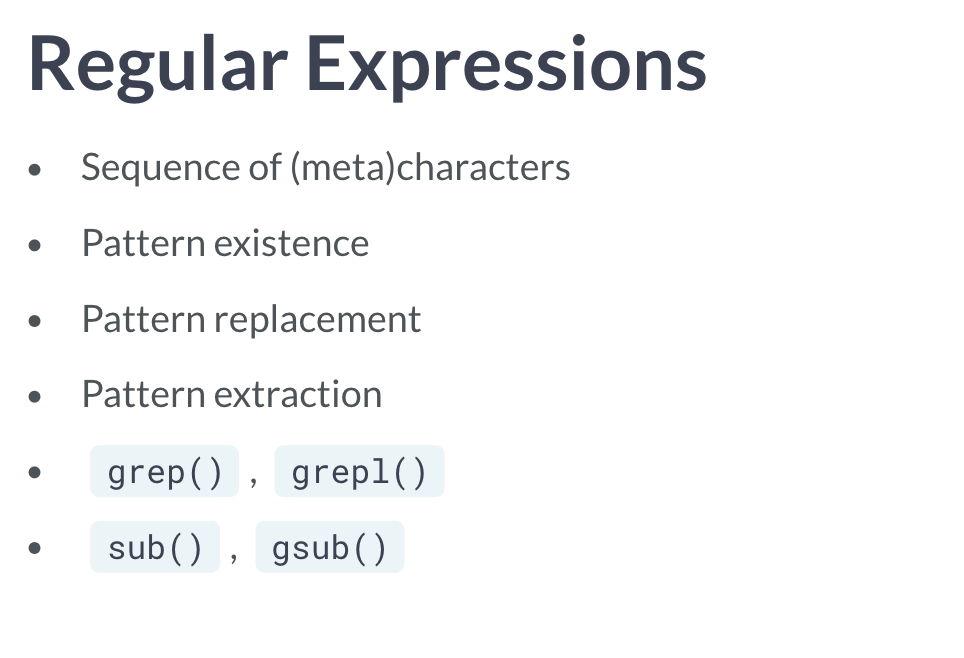 Regular Expressions
• Sequence of (meta)characters
• Pattern existence
• Pattern replacement
• Pattern extraction
• grep() , grepl()
• sub() , gsub()